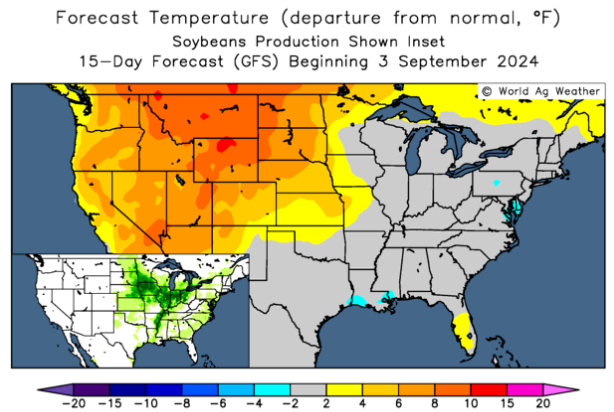 Forecast Temperature (departure from normal, °F)
Soybeans Production Shown Inset
15-Day Forecast (GFS) Beginning 3 September 2024
© World Ag Weather
-20 -15 -10 -8 -6 -4 -2 2 4 6 8 10 15 20